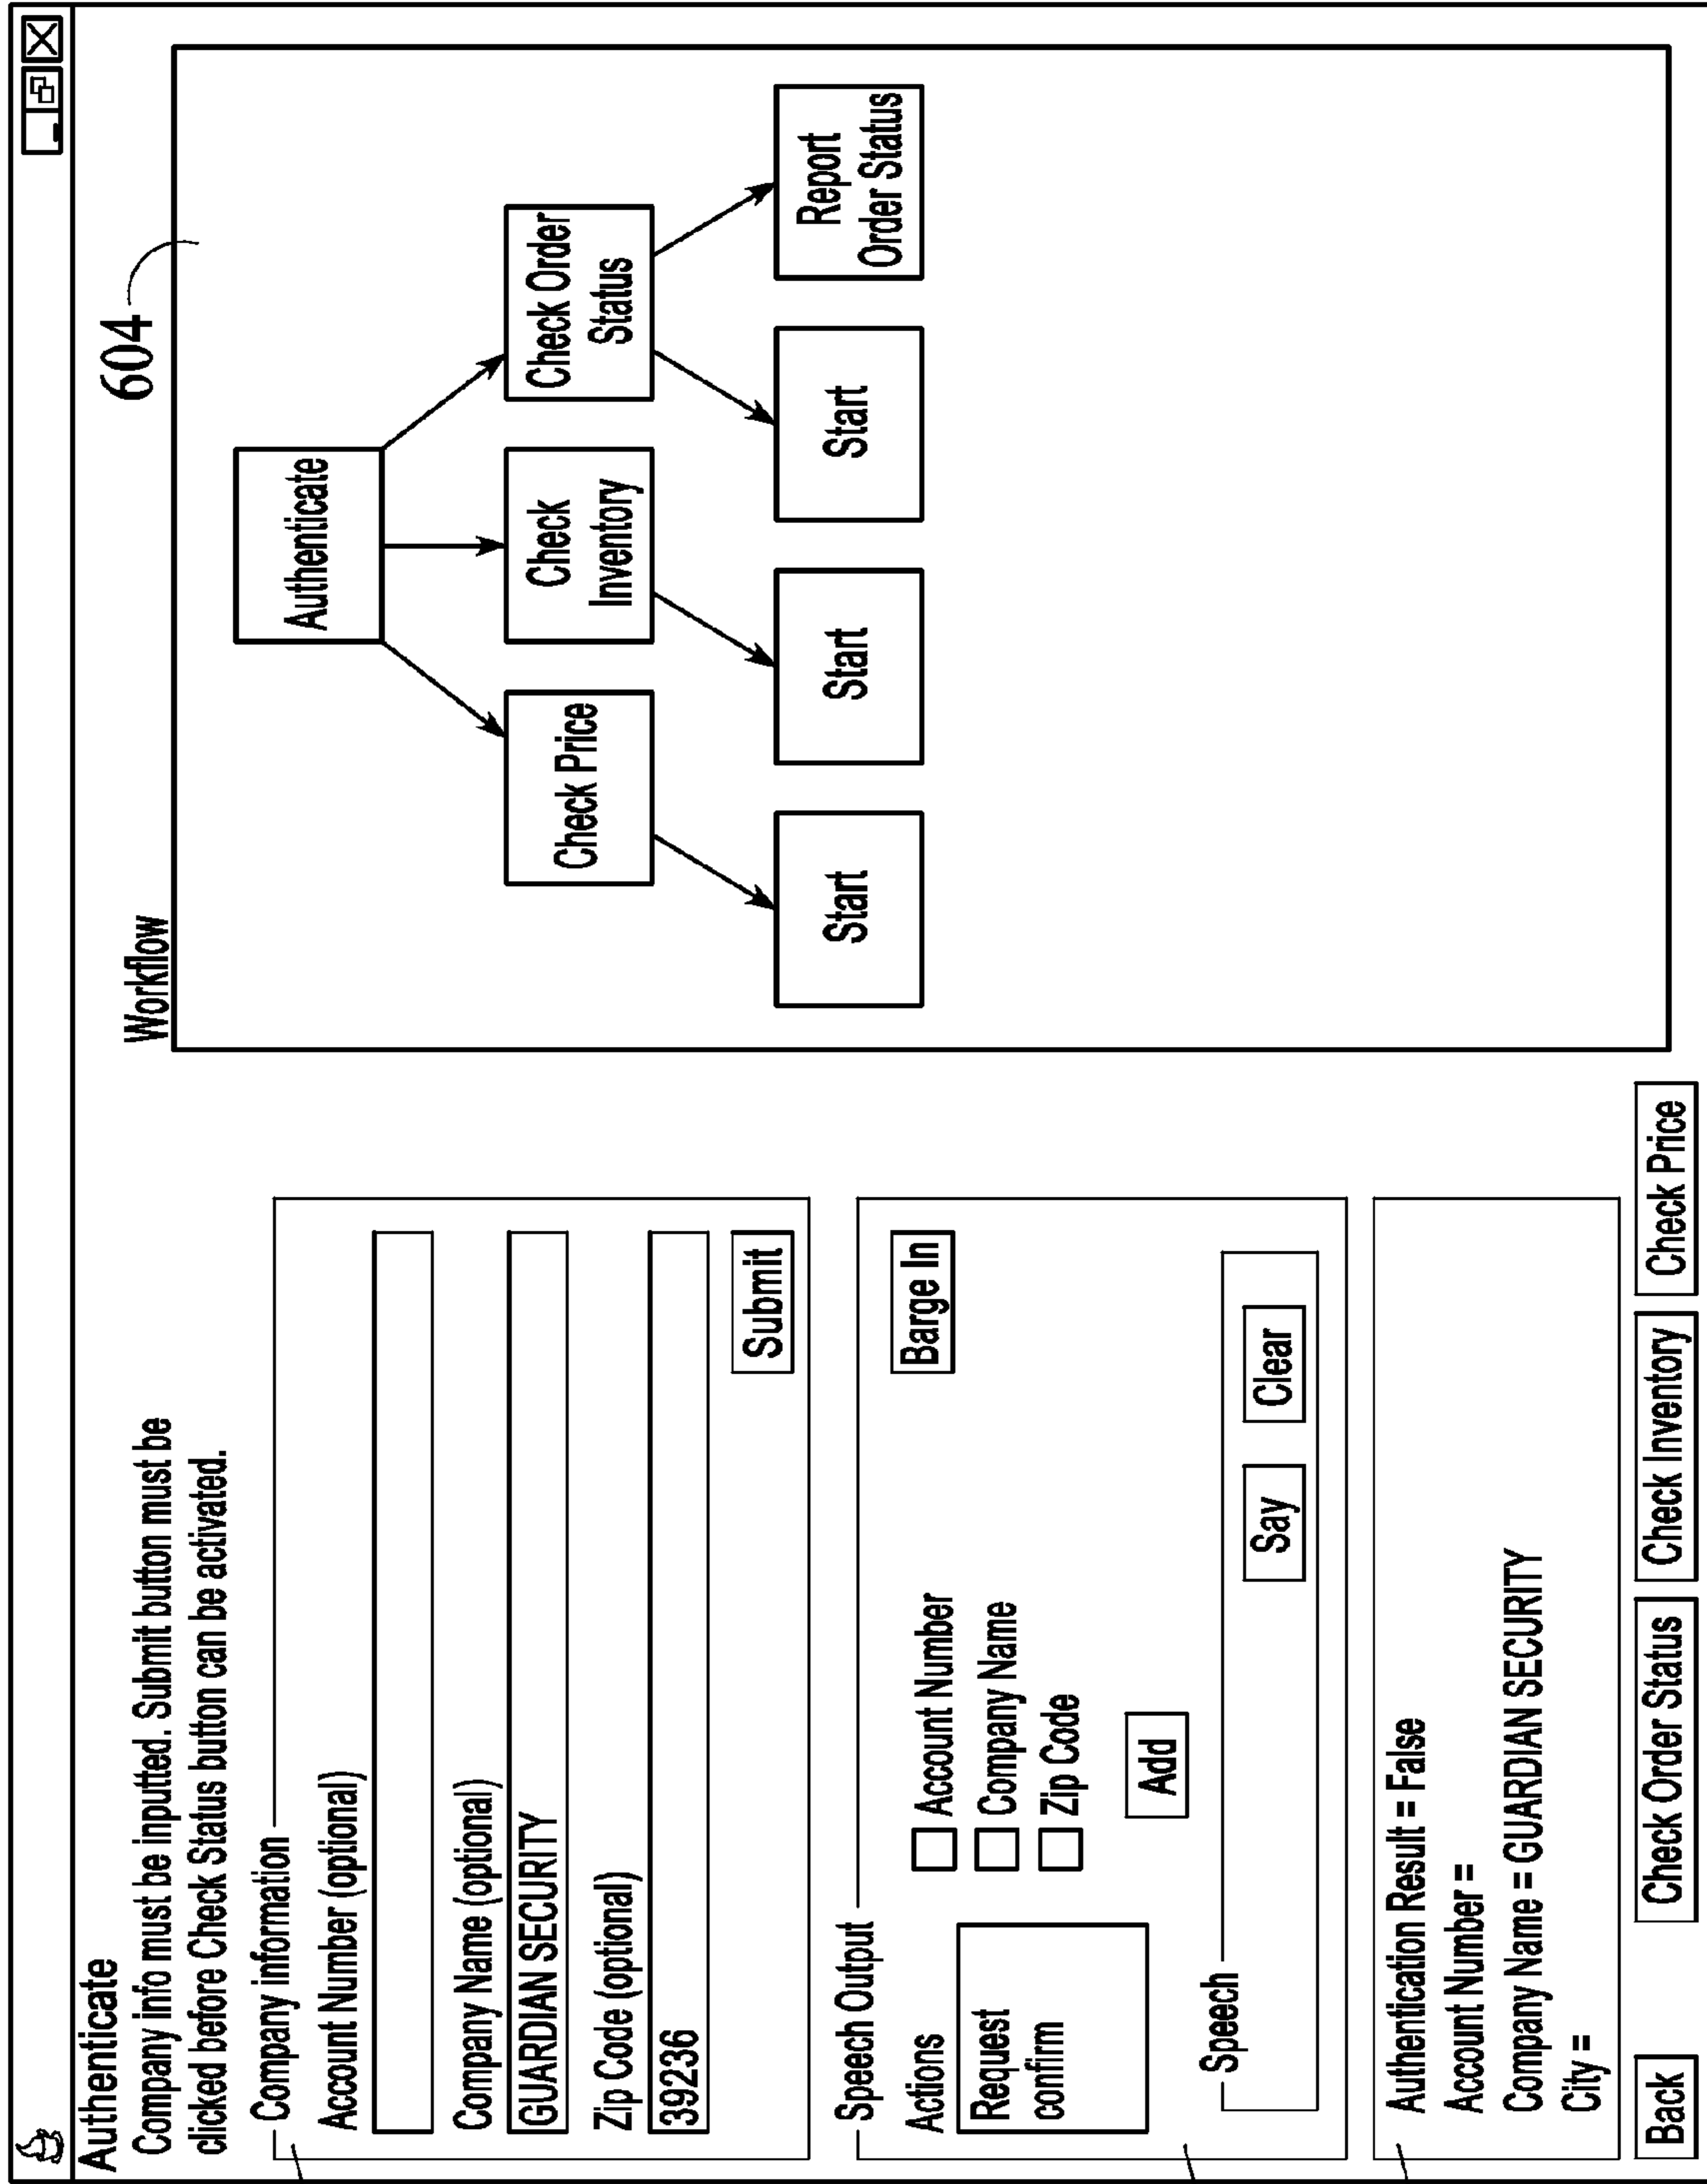 Authenticate
Company info must be inputted. Submit button must be
clicked before Check Status button can be activated.
Company information
Account Number (optional)
Company Name (optional)
GUARDIAN SECURITY
Zip Code (optional)
39236
Submit
Speech Output
Actions
Request
confirm
Account Number
Company Name
Zip Code
Barge In
Add
Speech
Say
Clear
Authentication Result = False
Account Number =
Company Name = GUARDIAN SECURITY
City =
Back
Check Order Status
Check Inventory
Check Price
Workflow
604
Authenticate
Check Price
Check
Inventory
Check Order
Status
Start
Start
Start
Report
Order Status